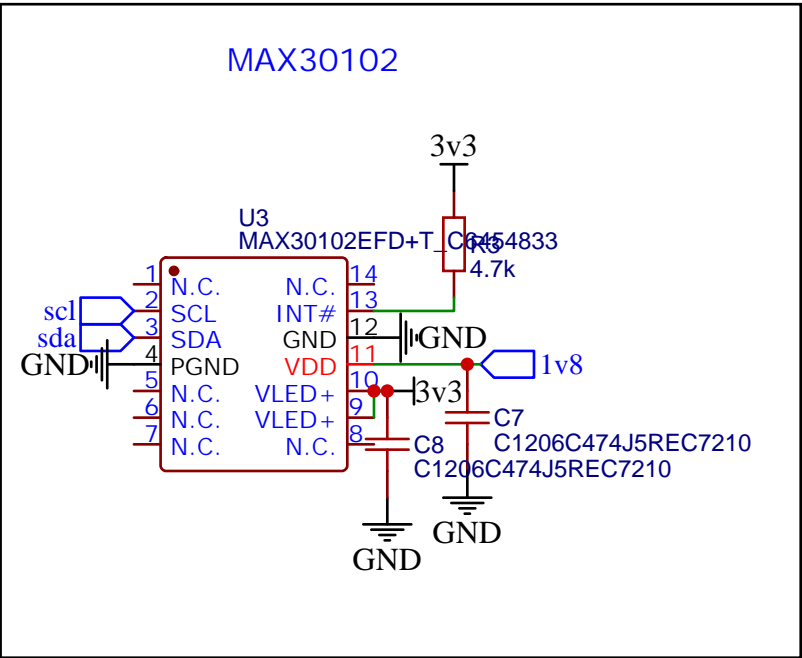 MAX30102
3v3
U3
MAX30102EFD+T_C6454833
R3
4.7k
1 N.C. N.C. 14
scl 2 SCL INT# 13
sda 3 SDA GND 12 GND
GND 4 PGND VDD 11 1v8
5 N.C. VLED+ 10 3v3
6 N.C. VLED+ 9
7 N.C. N.C. 8
C7
C1206C474J5REC7210
C8
C1206C474J5REC7210
GND
GND